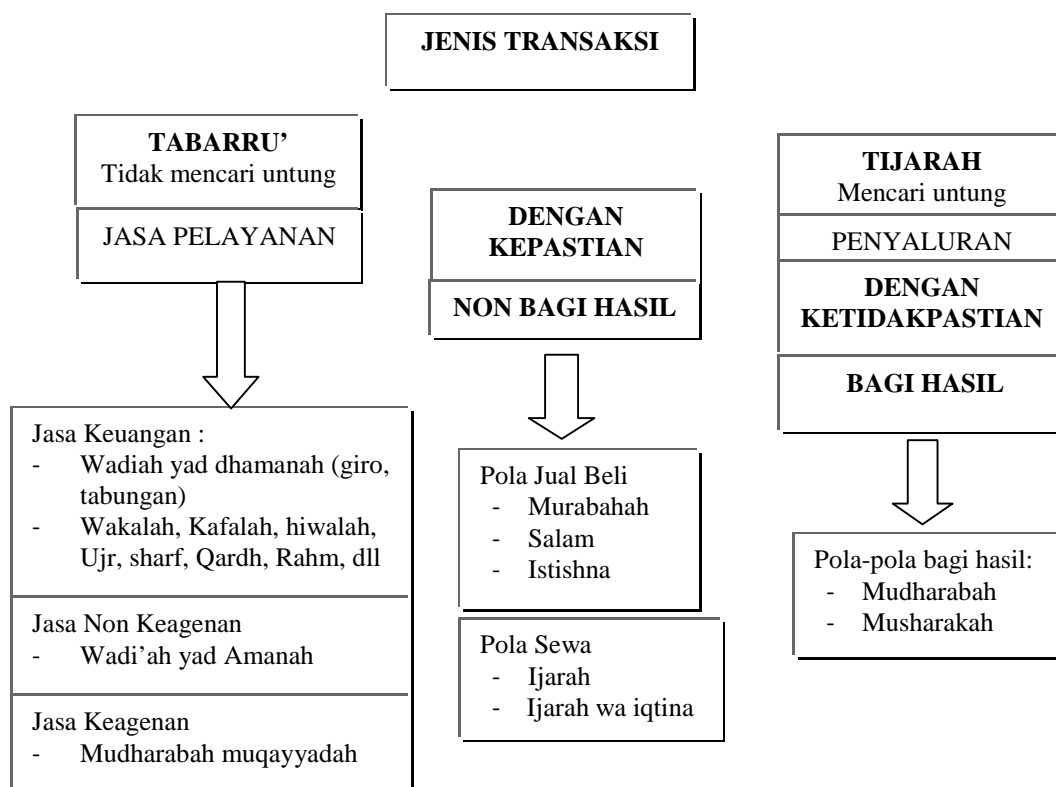 JENIS TRANSAKSI
TABARRU’
Tidak mencari untung
JASA PELAYANAN
Jasa Keuangan :
- Wadiah yad dhamanah (giro,
tabungan)
- Wakalah, Kafalah, hiwalah,
Ujr, sharf, Qardh, Rahm, dll
Jasa Non Keagenan
- Wadi’ah yad Amanah
Jasa Keagenan
- Mudharabah muqayyadah
DENGAN
KEPASTIAN
NON BAGI HASIL
Pola Jual Beli
- Murabahah
- Salam
- Istishna
Pola Sewa
- Ijarah
- Ijarah wa iqtina
TIJARAH
Mencari untung
PENYALURAN
DENGAN
KETIDAKPASTIAN
BAGI HASIL
Pola-pola bagi hasil:
- Mudharabah
- Musharakah